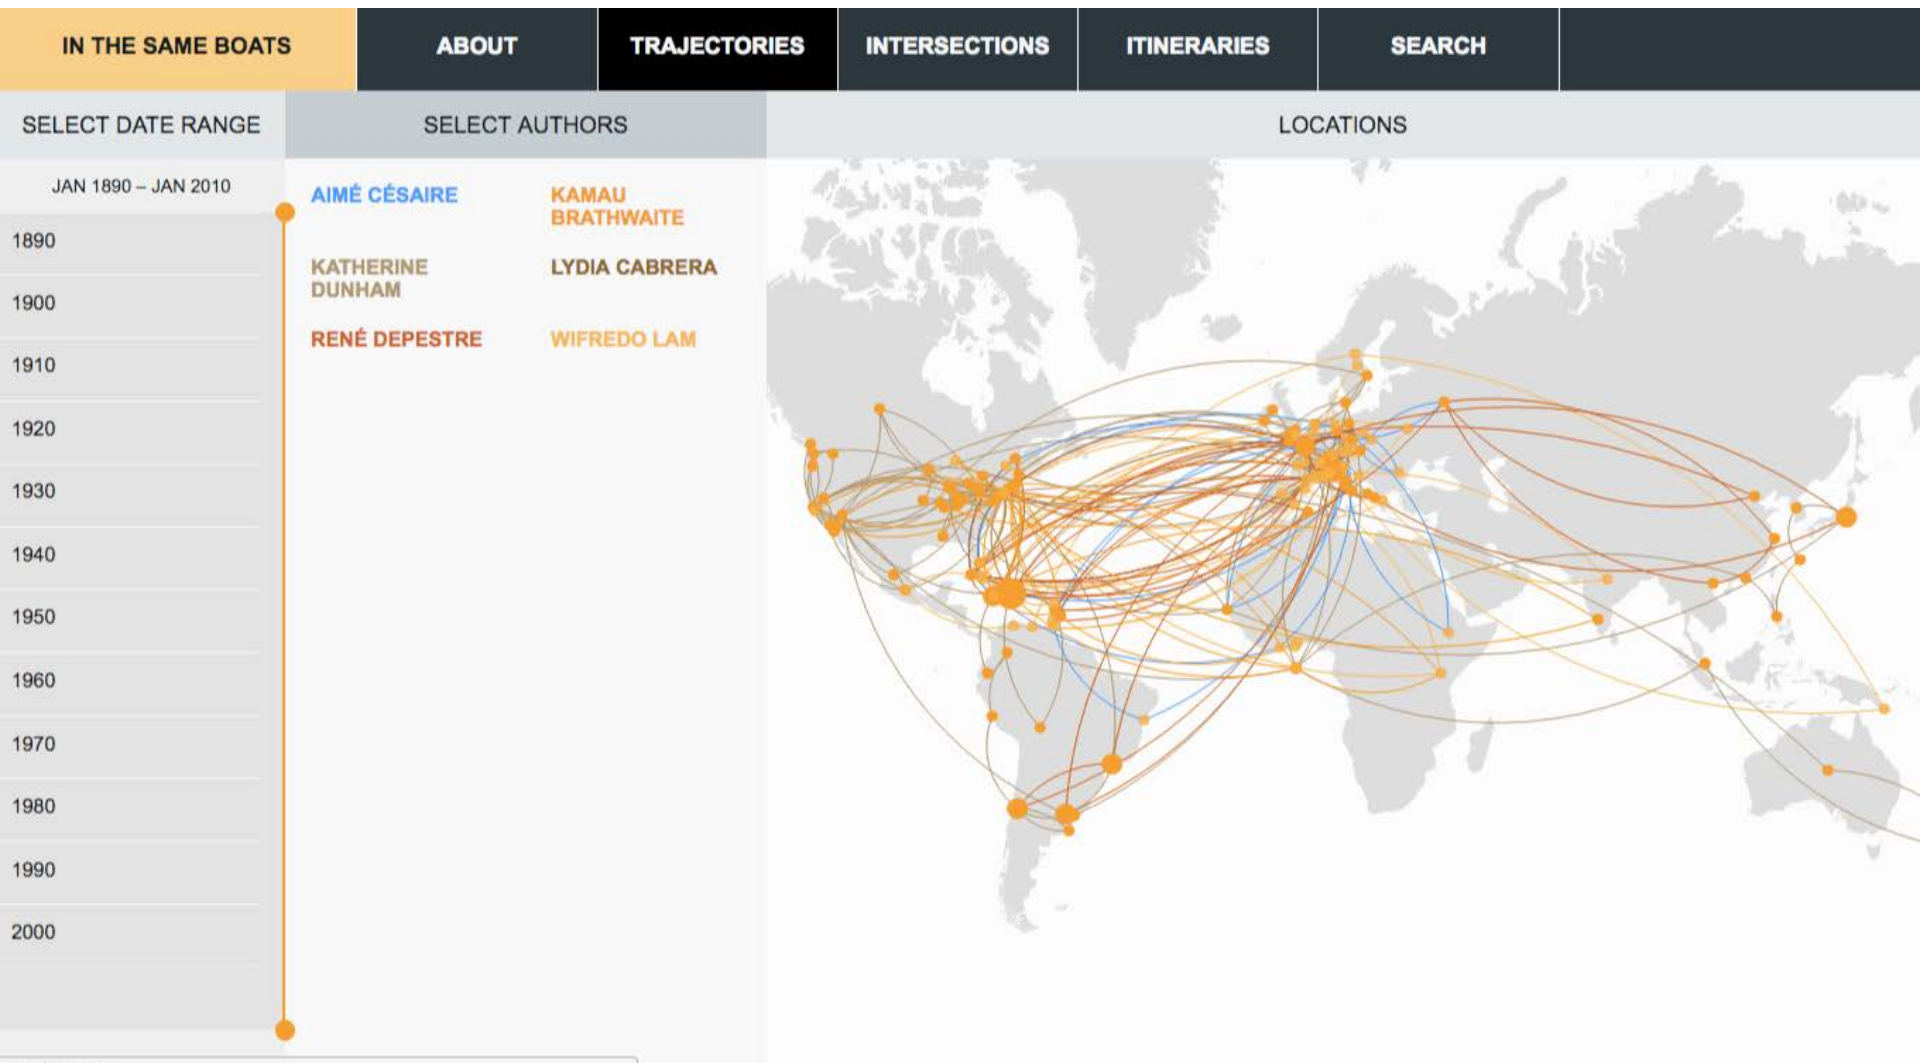 IN THE SAME BOATS
ABOUT
TRAJECTORIES
INTERSECTIONS
ITINERARIES
SEARCH
SELECT DATE RANGE
SELECT AUTHORS
LOCATIONS
JAN 1890 – JAN 2010
1890
1900
1910
1920
1930
1940
1950
1960
1970
1980
1990
2000
AIMÉ CÉSAIRE
KAMAU
BRATHWAITE
KATHERINE
DUNHAM
LYDIA CABRERA
RENÉ DEPESTRE
WIFREDO LAM